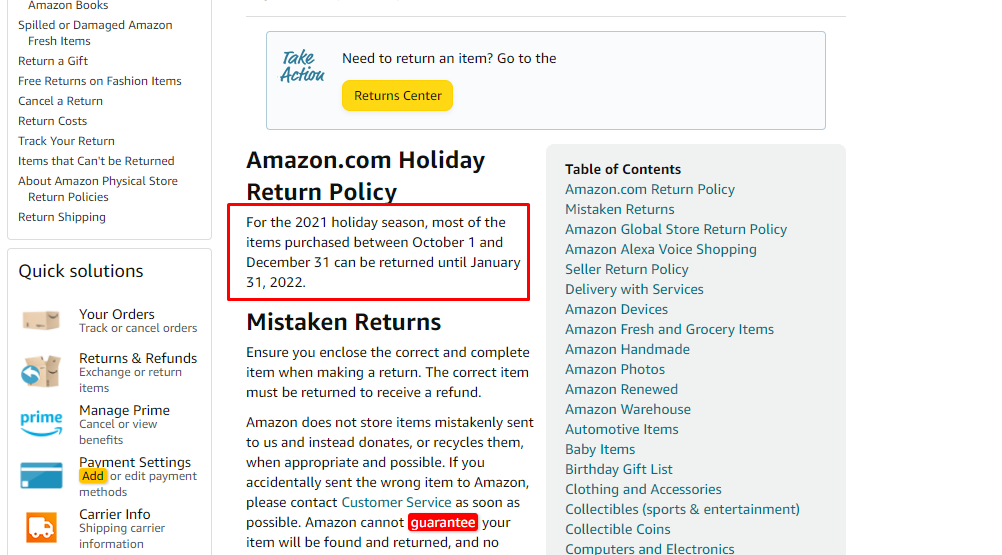 Amazon Books
Spilled or Damaged Amazon
Fresh Items
Return a Gift
Free Returns on Fashion Items
Cancel a Return
Return Costs
Track Your Return
Items that Can't be Returned
About Amazon Physical Store
Return Policies
Return Shipping
Quick solutions
Your Orders
Track or cancel orders
Returns & Refunds
Exchange or return
items
prime
Manage Prime
Cancel or view
benefits
Payment Settings
Add or edit payment
methods
Carrier Info
Shipping carrier
information
Take
Action
Need to return an item? Go to the
Returns Center
Amazon.com Holiday
Return Policy
For the 2021 holiday season, most of the
items purchased between October 1 and
December 31 can be returned until January
31, 2022.
Mistaken Returns
Ensure you enclose the correct and complete
item when making a return. The correct item
must be returned to receive a refund.
Amazon does not store items mistakenly sent
to us and instead donates, or recycles them,
when appropriate and possible. If you
accidentally sent the wrong item to Amazon,
please contact Customer Service as soon as
possible. Amazon cannot guarantee your
item will be found and returned, and no
Table of Contents
Amazon.com Return Policy
Mistaken Returns
Amazon Global Store Return Policy
Amazon Alexa Voice Shopping
Seller Return Policy
Delivery with Services
Amazon Devices
Amazon Fresh and Grocery Items
Amazon Handmade
Amazon Photos
Amazon Renewed
Amazon Warehouse
Automotive Items
Baby Items
Birthday Gift List
Clothing and Accessories
Collectibles (sports & entertainment)
Collectible Coins
Computers and Electronics